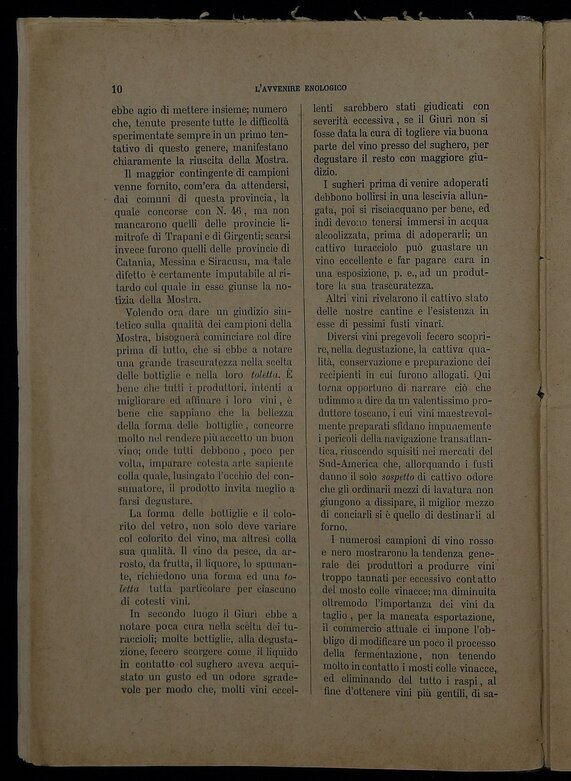 10
L'AVVENIRE ENOLOGICO
ebbe agio di mettere insieme; numero
che, tenute presente tutte le difficoltà
sperimentate sempre in un primo ten-
tativo di questo genere, manifestano
chiaramente la riuscita della Mostra.
Il maggior contingente di campioni
venne fornito, com'era da attendersi,
dai comuni di questa provincia, la
quale concorse con N. 46, ma non
mancarono quelli delle provincie li-
mitrofe di Trapani e di Girgenti: scarsi
invece furono quelli delle provincie di
Catania, Messina e Siracusa, ma tale
difetto è certamente imputabile al ri-
tardo col quale in esse giunse la no-
tizia della Mostra.
Volendo ora dare un giudizio sin-
tetico sulla qualità dei campioni della
Mostra, bisognerà cominciare col dire
prima di tutto, che si ebbe a notare
una grande trascuratezza nella scelta
delle bottiglie e nella loro toletta. È
bene che tutti i produttori, intenti a
migliorare ed affinare i loro vini, è
bene che sappiano che la bellezza
della forma delle bottiglie, concorre
molto nel rendere più accetto un buon
vino; onde tutti debbono, poco per
volta, imparare cotesta arte sapiente
colla quale, lusingato l'occhio del con-
sumatore, il prodotto invita meglio a
farsi degustare.
La forma delle bottiglie e il colo-
rito del vetro, non solo deve variare
col colorito del vino, ma altresì colla
sua qualità. Il vino da pesce, da ar-
rosto, da frutta, il liquore, lo spuman-
te, richiedono una forma ed una to-
letta tutta particolare per ciascuno
di cotesti vini.
In secondo luogo il Giurì ebbe a
notare poca cura nella scelta dei tu-
raccioli; molte bottiglie, alla degusta-
zione, fecero scorgere come il liquido
in contatto col sughero aveva acqui-
stato un gusto ed un odore sgrade-
vole per modo che, molti vini eccel-
lenti sarebbero stati giudicati con
severità eccessiva, se il Giurì non si
fosse data la cura di togliere via buona
parte del vino presso del sughero, per
degustare il resto con maggiore giu-
dizio.
I sugheri prima di venire adoperati
debbono bollirsi in una lescivia allun-
gata, poi si risciacquano per bene, ed
indi devono tenersi immersi in acqua
alcoolizzata, prima di adoperarli; un
cattivo turacciolo può guastare un
vino eccellente e far pagare cara in
una esposizione, p. e., ad un produt-
tore la sua trascuratezza.
Altri vini rivelarono il cattivo stato
delle nostre cantine e l'esistenza in
esse di pessimi fusti vinari.
Diversi vini pregevoli fecero scopri-
re, nella degustazione, la cattiva qua-
lità, conservazione e preparazione dei
recipienti in cui furono allogati. Qui
torna opportuno di narrare ciò che
udimmo a dire da un valentissimo pro-
duttore toscano, i cui vini maestrevol-
mente preparati sfidano impunemente
i pericoli della navigazione transatlan-
tica, riuscendo squisiti nei mercati del
Sud-America che, allorquando i fusti
danno il solo sospetto di cattivo odore
che gli ordinarii mezzi di lavatura non
giungono a dissipare, il miglior mezzo
di conciarli si è quello di destinarli al
forno.
I numerosi campioni di vino rosso
e nero mostrarono la tendenza gene-
rale dei produttori a produrre vini
troppo tannati per eccessivo contatto
del mosto colle vinacce; ma diminuita
oltremodo l'importanza dei vini da
taglio, per la mancata esportazione,
il commercio attuale ci impone l'ob-
bligo di modificare un poco il processo
della fermentazione, non tenendo
molto in contatto i mosti colle vinacce,
ed eliminando del tutto i raspi, al
fine d'ottenere vini più gentili, di sa-